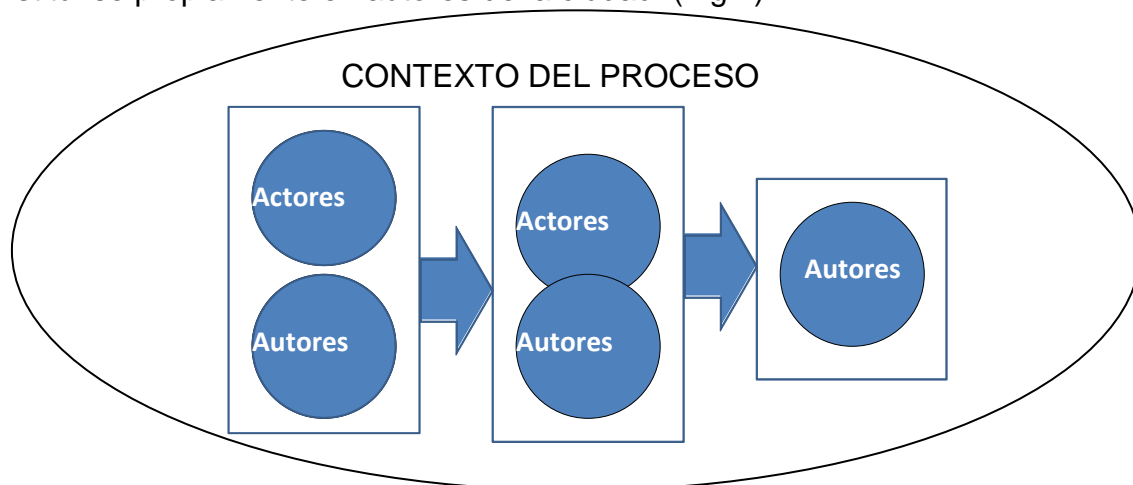 CONTEXTO DEL PROCESO
Actores
Autores
Actores
Autores
Autores